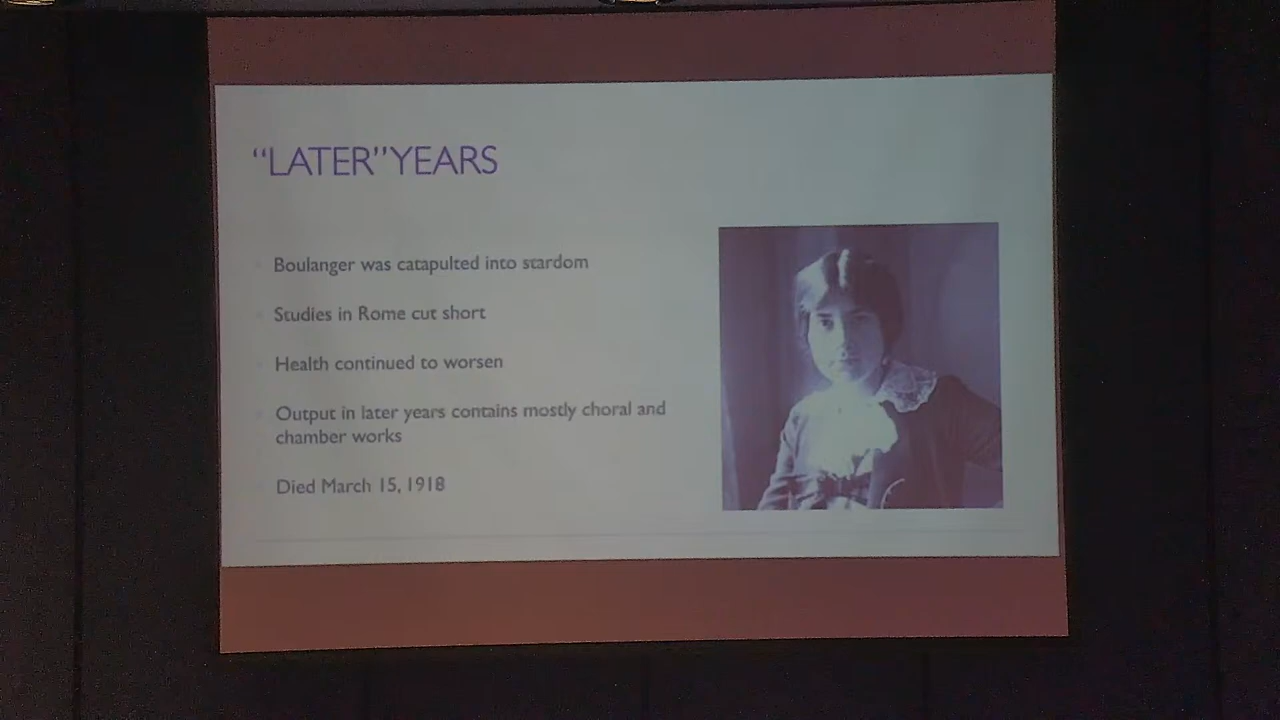 “LATER” YEARS
Boulanger was catapulted into stardom
Studies in Rome cut short
Health continued to worsen
Output in later years contains mostly choral and
chamber works
Died March 15, 1918